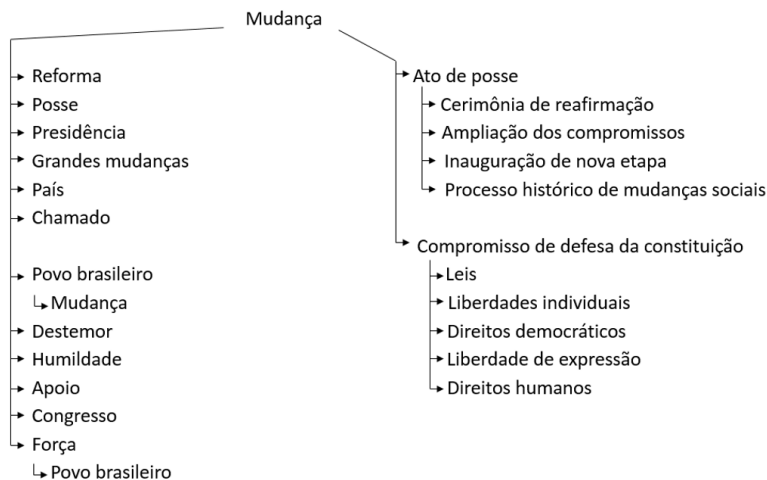 Mudança
Reforma
Posse
Presidência
Grandes mudanças
País
Chamado
Povo brasileiro
Mudança
Destemor
Humildade
Apoio
Congresso
Força
Povo brasileiro
Ato de posse
Cerimônia de reafirmação
Ampliação dos compromissos
Inauguração de nova etapa
Processo histórico de mudanças sociais
Compromisso de defesa da constituição
Leis
Liberdades individuais
Direitos democráticos
Liberdade de expressão
Direitos humanos